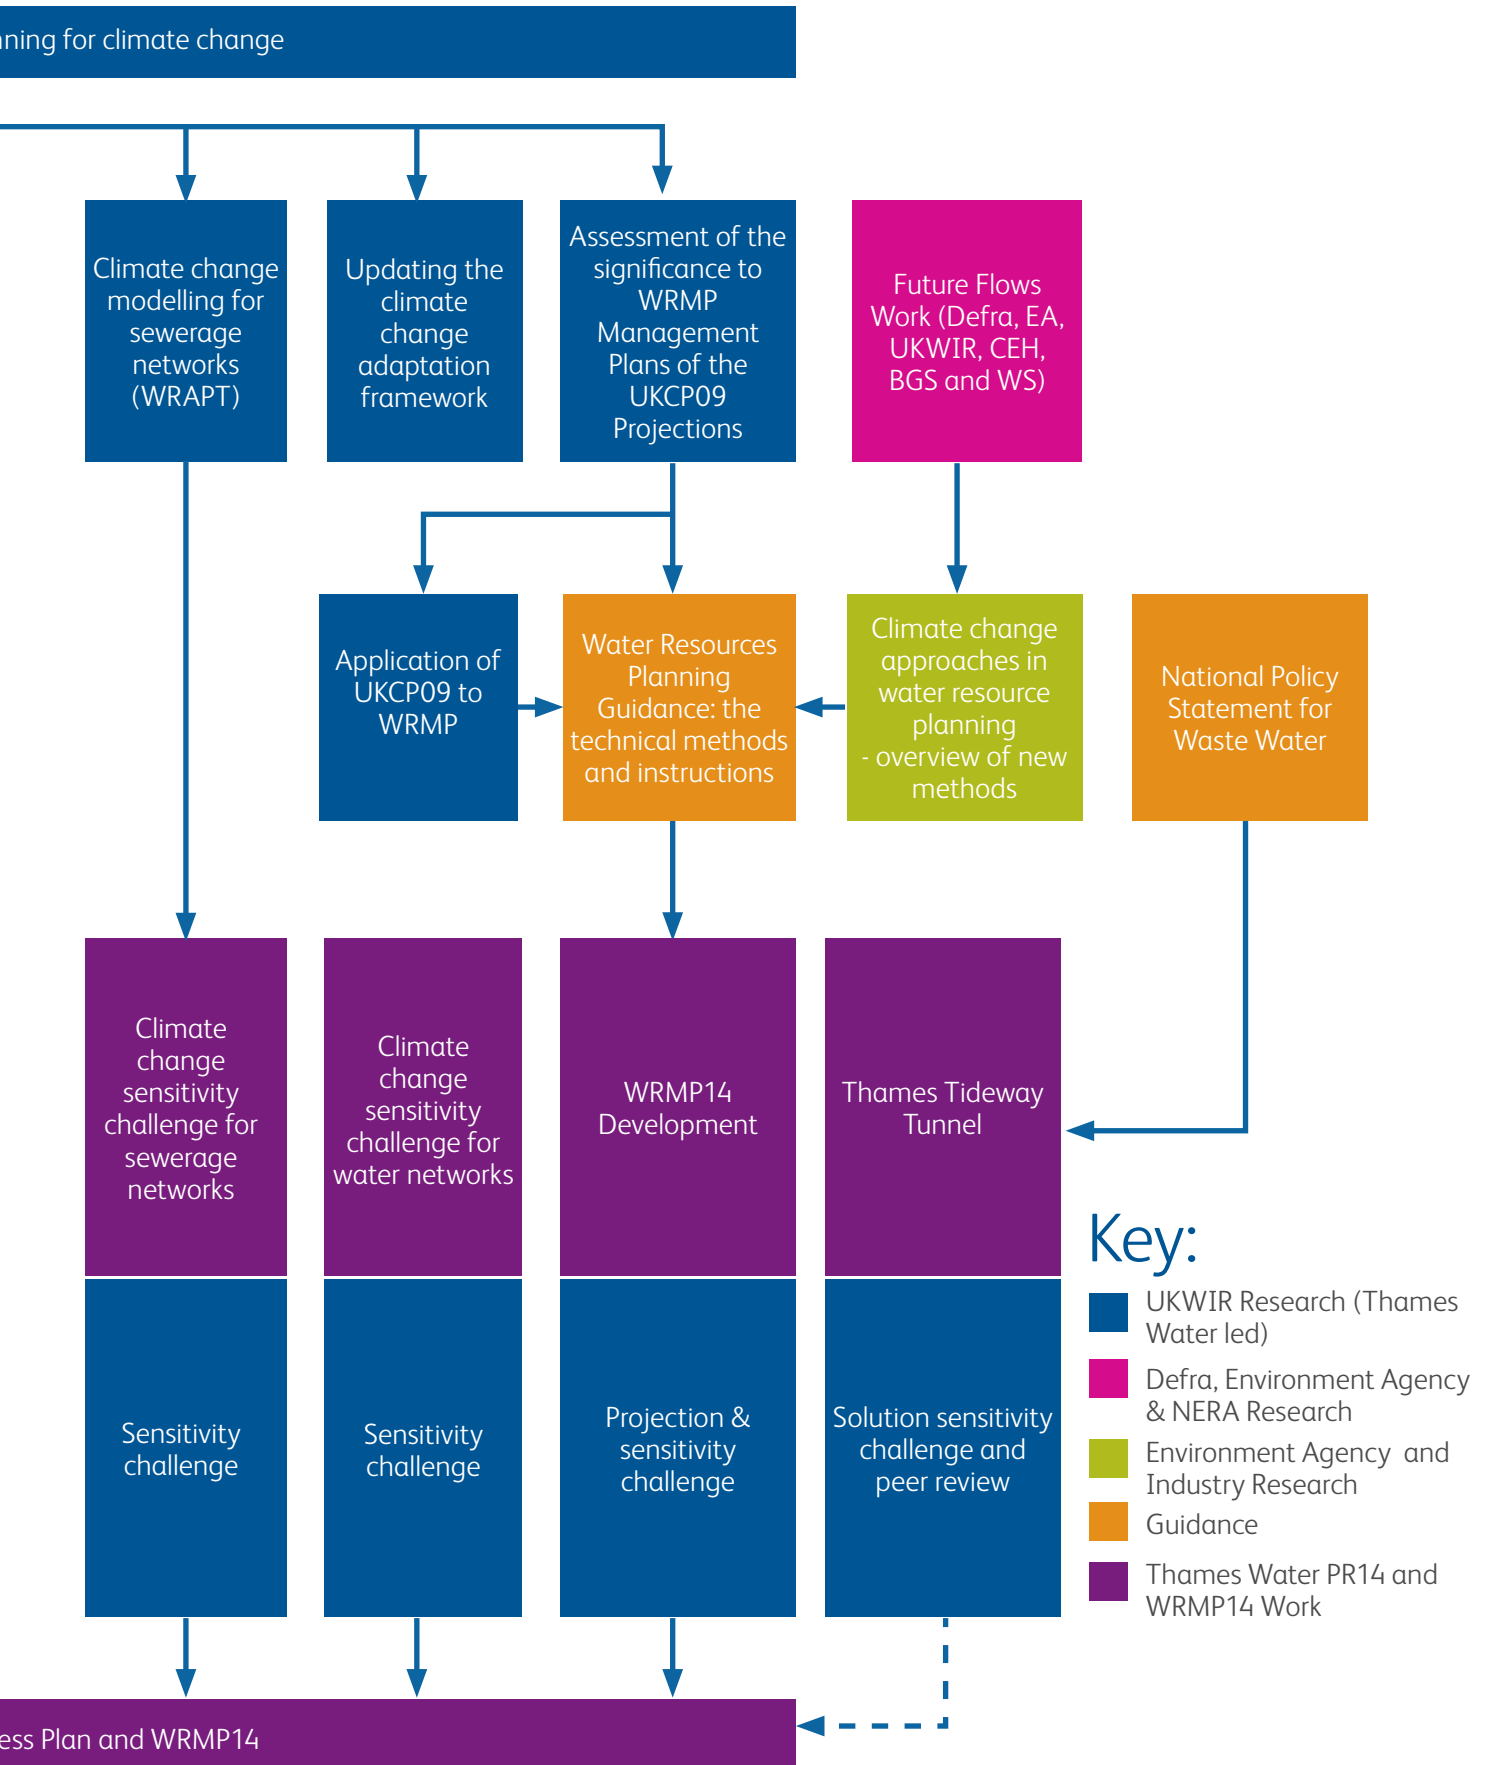 nning for climate change
Climate change
modelling for
sewerage
networks
(WRAPT)
Updating the
climate
change
adaptation
framework
Assessment of the
significance to
WRMP
Management
Plans of the
UKCP09
Projections
Future Flows
Work (Defra, EA,
UKWIR, CEH,
BGS and WS)
Application of
UKCP09 to
WRMP
Water Resources
Planning
Guidance: the
technical methods
and instructions
Climate change
approaches in
water resource
planning
- overview of new
methods
National Policy
Statement for
Waste Water
Climate
change
sensitivity
challenge for
sewerage
networks
Climate
change
sensitivity
challenge for
water networks
WRMP14
Development
Thames Tideway
Tunnel
Sensitivity
challenge
Sensitivity
challenge
Projection &
sensitivity
challenge
Solution sensitivity
challenge and
peer review
Key:
UKWIR Research (Thames
Water led)
Defra, Environment Agency
& NERA Research
Environment Agency and
Industry Research
Guidance
Thames Water PR14 and
WRMP14 Work
ess Plan and WRMP14